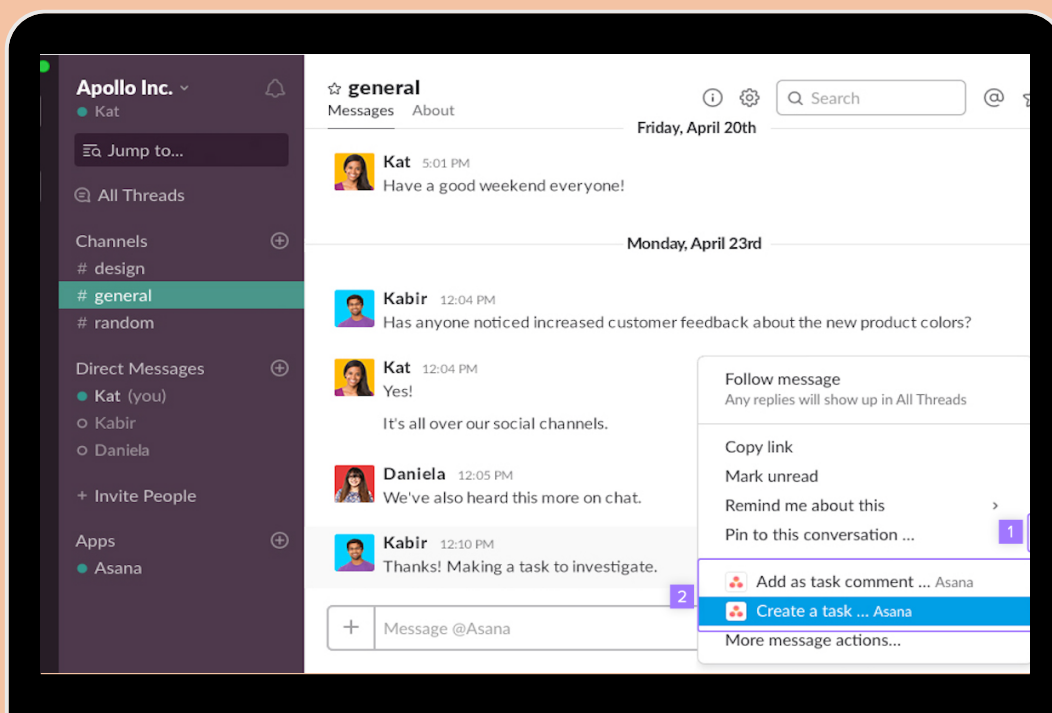 Apollo Inc.
Kat
Jump to...
All Threads
Channels
# design
# general
# random
Direct Messages
Kat (you)
Kabir
Daniela
+ Invite People
Apps
Asana
general
Messages About
Search
@
Friday, April 20th
Kat 5:01 PM
Have a good weekend everyone!
Monday, April 23rd
Kabir 12:04 PM
Has anyone noticed increased customer feedback about the new product colors?
Kat 12:04 PM
Yes!
It's all over our social channels.
Daniela 12:05 PM
We've also heard this more on chat.
Kabir 12:10 PM
Thanks! Making a task to investigate.
+ Message @Asana
Follow message
Any replies will show up in All Threads
Copy link
Mark unread
Remind me about this
Pin to this conversation ...
1
2
Add as task comment ... Asana
Create a task ... Asana
More message actions...